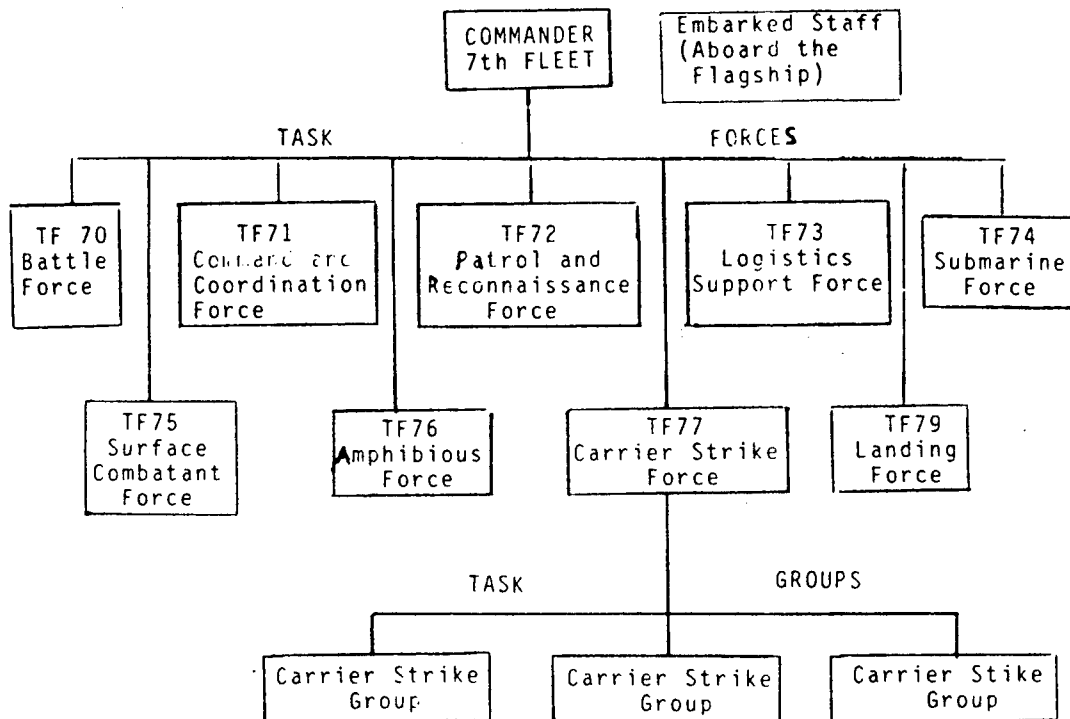 COMMANDER
7th FLEET
Embarked Staff
(Aboard the
Flagship)
TASK FORCES
TF 70
Battle
Force
TF71
Command and
Coordination
Force
TF72
Patrol and
Reconnaissance
Force
TF73
Logistics
Support Force
TF74
Submarine
Force
TF75
Surface
Combatant
Force
TF76
Amphibious
Force
TF77
Carrier Strike
Force
TF79
Landing
Force
TASK GROUPS
Carrier Strike
Group
Carrier Strike
Group
Carrier Stike
Group